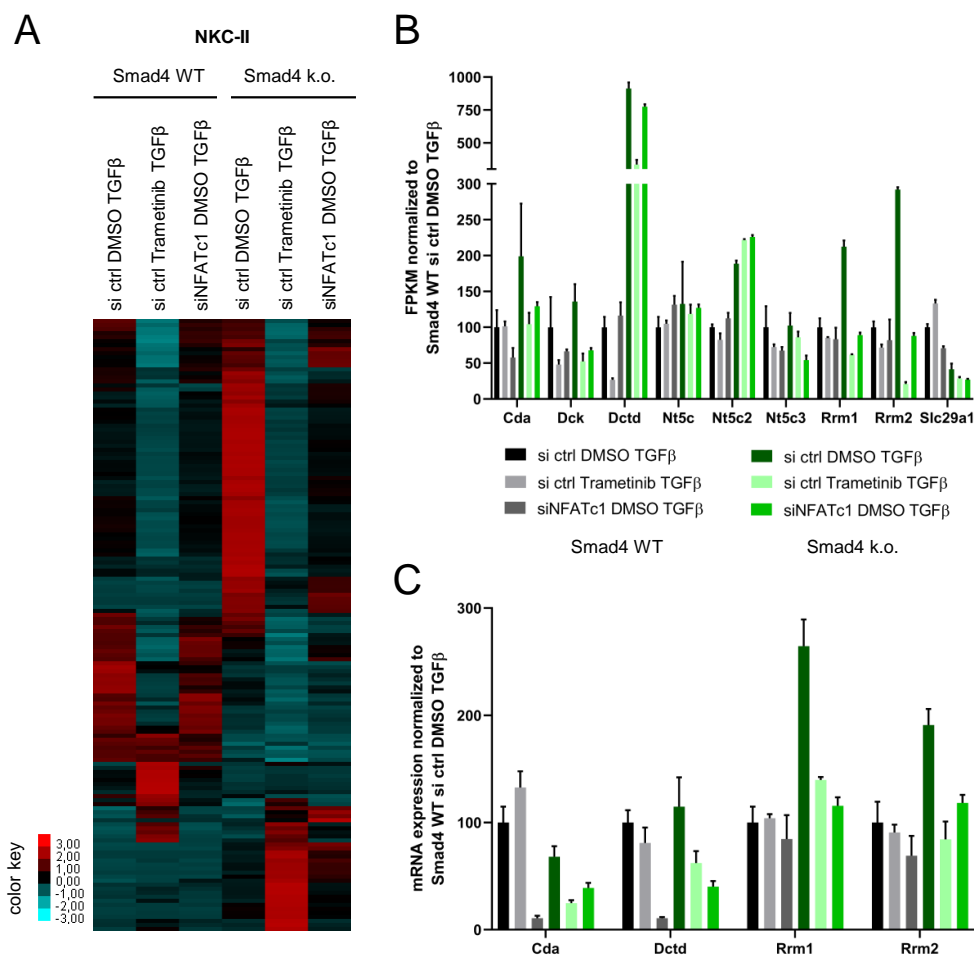 A
NKC-II
Smad4 WT
Smad4 k.o.
si ctrl DMSO TGFβ
si ctrl Trametinib TGFβ
siNFATc1 DMSO TGFβ
si ctrl DMSO TGFβ
si ctrl Trametinib TGFβ
siNFATc1 DMSO TGFβ
color key
3,00
2,00
1,00
0,00
-1,00
-2,00
-3,00
B
FPKM normalized to
Smad4 WT si ctrl DMSO TGFβ
1000
750
500
300
250
200
150
100
50
0
Cda
Dck
Dctd
Nt5c
Nt5c2
Nt5c3
Rrm1
Rrm2
Slc29a1
si ctrl DMSO TGFβ
si ctrl Trametinib TGFβ
siNFATc1 DMSO TGFβ
si ctrl DMSO TGFβ
si ctrl Trametinib TGFβ
siNFATc1 DMSO TGFβ
Smad4 WT
Smad4 k.o.
C
mRNA expression normalized to
Smad4 WT si ctrl DMSO TGFβ
300
200
100
0
Cda
Dctd
Rrm1
Rrm2